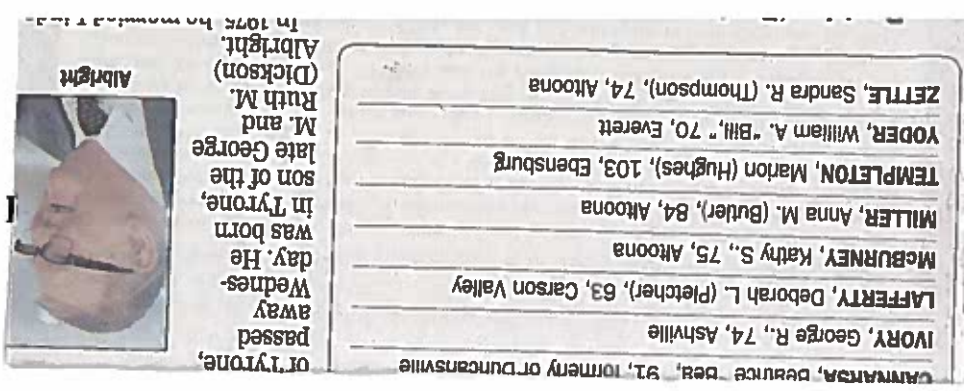 CANNARSA, Beatrice "Bea," 91, formerly of Duncansville
IVORY, George R., 74, Ashville
LAFFERTY, Deborah L. (Pletcher), 63, Carson Valley
McBURNEY, Kathy S., 75, Altoona
MILLER, Anna M. (Butler), 84, Altoona
TEMPLETON, Marion (Hughes), 103, Ebensburg
YODER, William A. "Bill," 70, Everett
ZETTLE, Sandra R. (Thompson), 74, Altoona
of Tyrone,
passed
away
Wednes-
day. He
was born
in Tyrone,
son of the
late George
M. and
Ruth M.
(Dickson)
Albright.
In 1975, he married
Albright